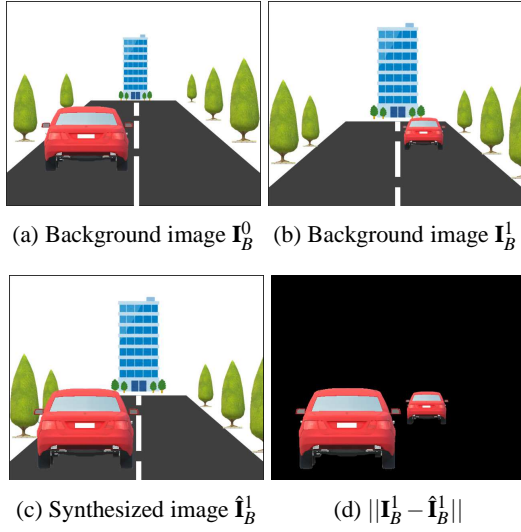 (a) Background image I_B^0
(b) Background image I_B^1
(c) Synthesized image Î_B^1
(d) ||I_B^1 − Î_B^1||